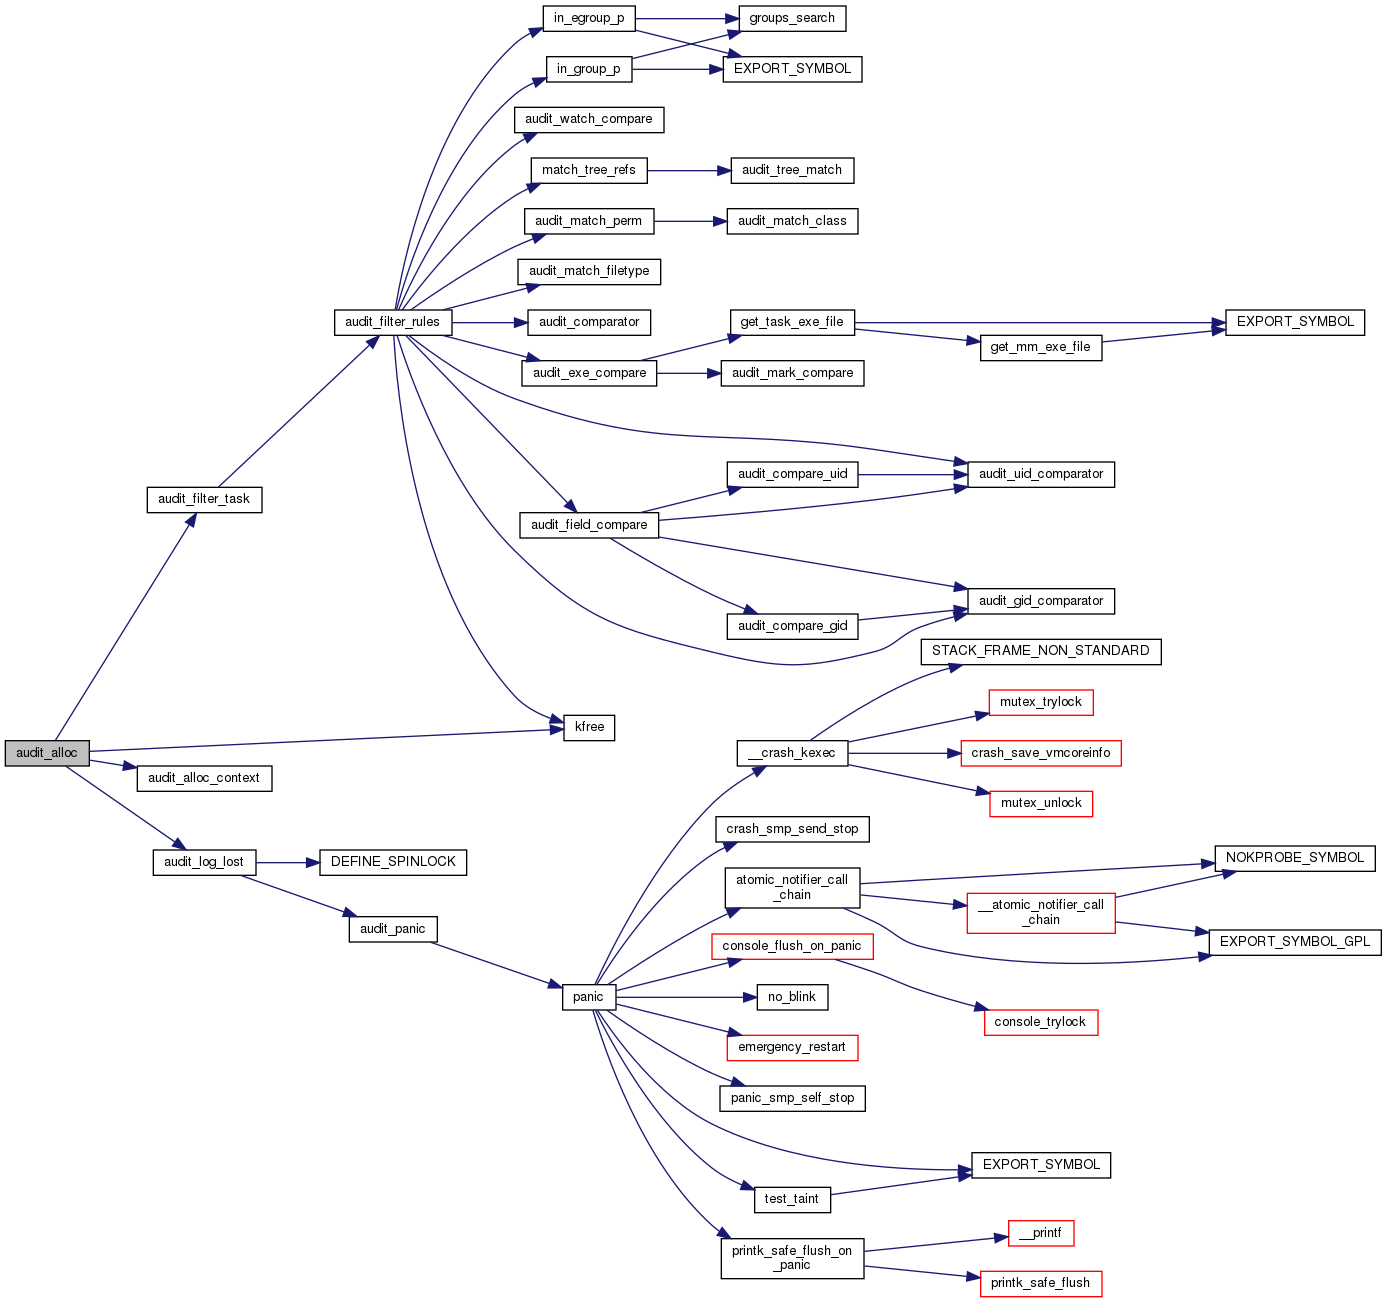 in_egroup_p
groups_search
in_group_p
EXPORT_SYMBOL
audit_watch_compare
match_tree_refs
audit_tree_match
audit_match_perm
audit_match_class
audit_match_filetype
audit_filter_rules
audit_comparator
get_task_exe_file
EXPORT_SYMBOL
get_mm_exe_file
audit_exe_compare
audit_mark_compare
audit_compare_uid
audit_uid_comparator
audit_filter_task
audit_field_compare
audit_gid_comparator
audit_compare_gid
STACK_FRAME_NON_STANDARD
mutex_trylock
kfree
audit_alloc
__crash_kexec
crash_save_vmcoreinfo
audit_alloc_context
mutex_unlock
crash_smp_send_stop
audit_log_lost
DEFINE_SPINLOCK
NOKPROBE_SYMBOL
atomic_notifier_call
_chain
__atomic_notifier_call
_chain
audit_panic
console_flush_on_panic
EXPORT_SYMBOL_GPL
panic
no_blink
console_trylock
emergency_restart
panic_smp_self_stop
EXPORT_SYMBOL
test_taint
__printf
printk_safe_flush_on
_panic
printk_safe_flush